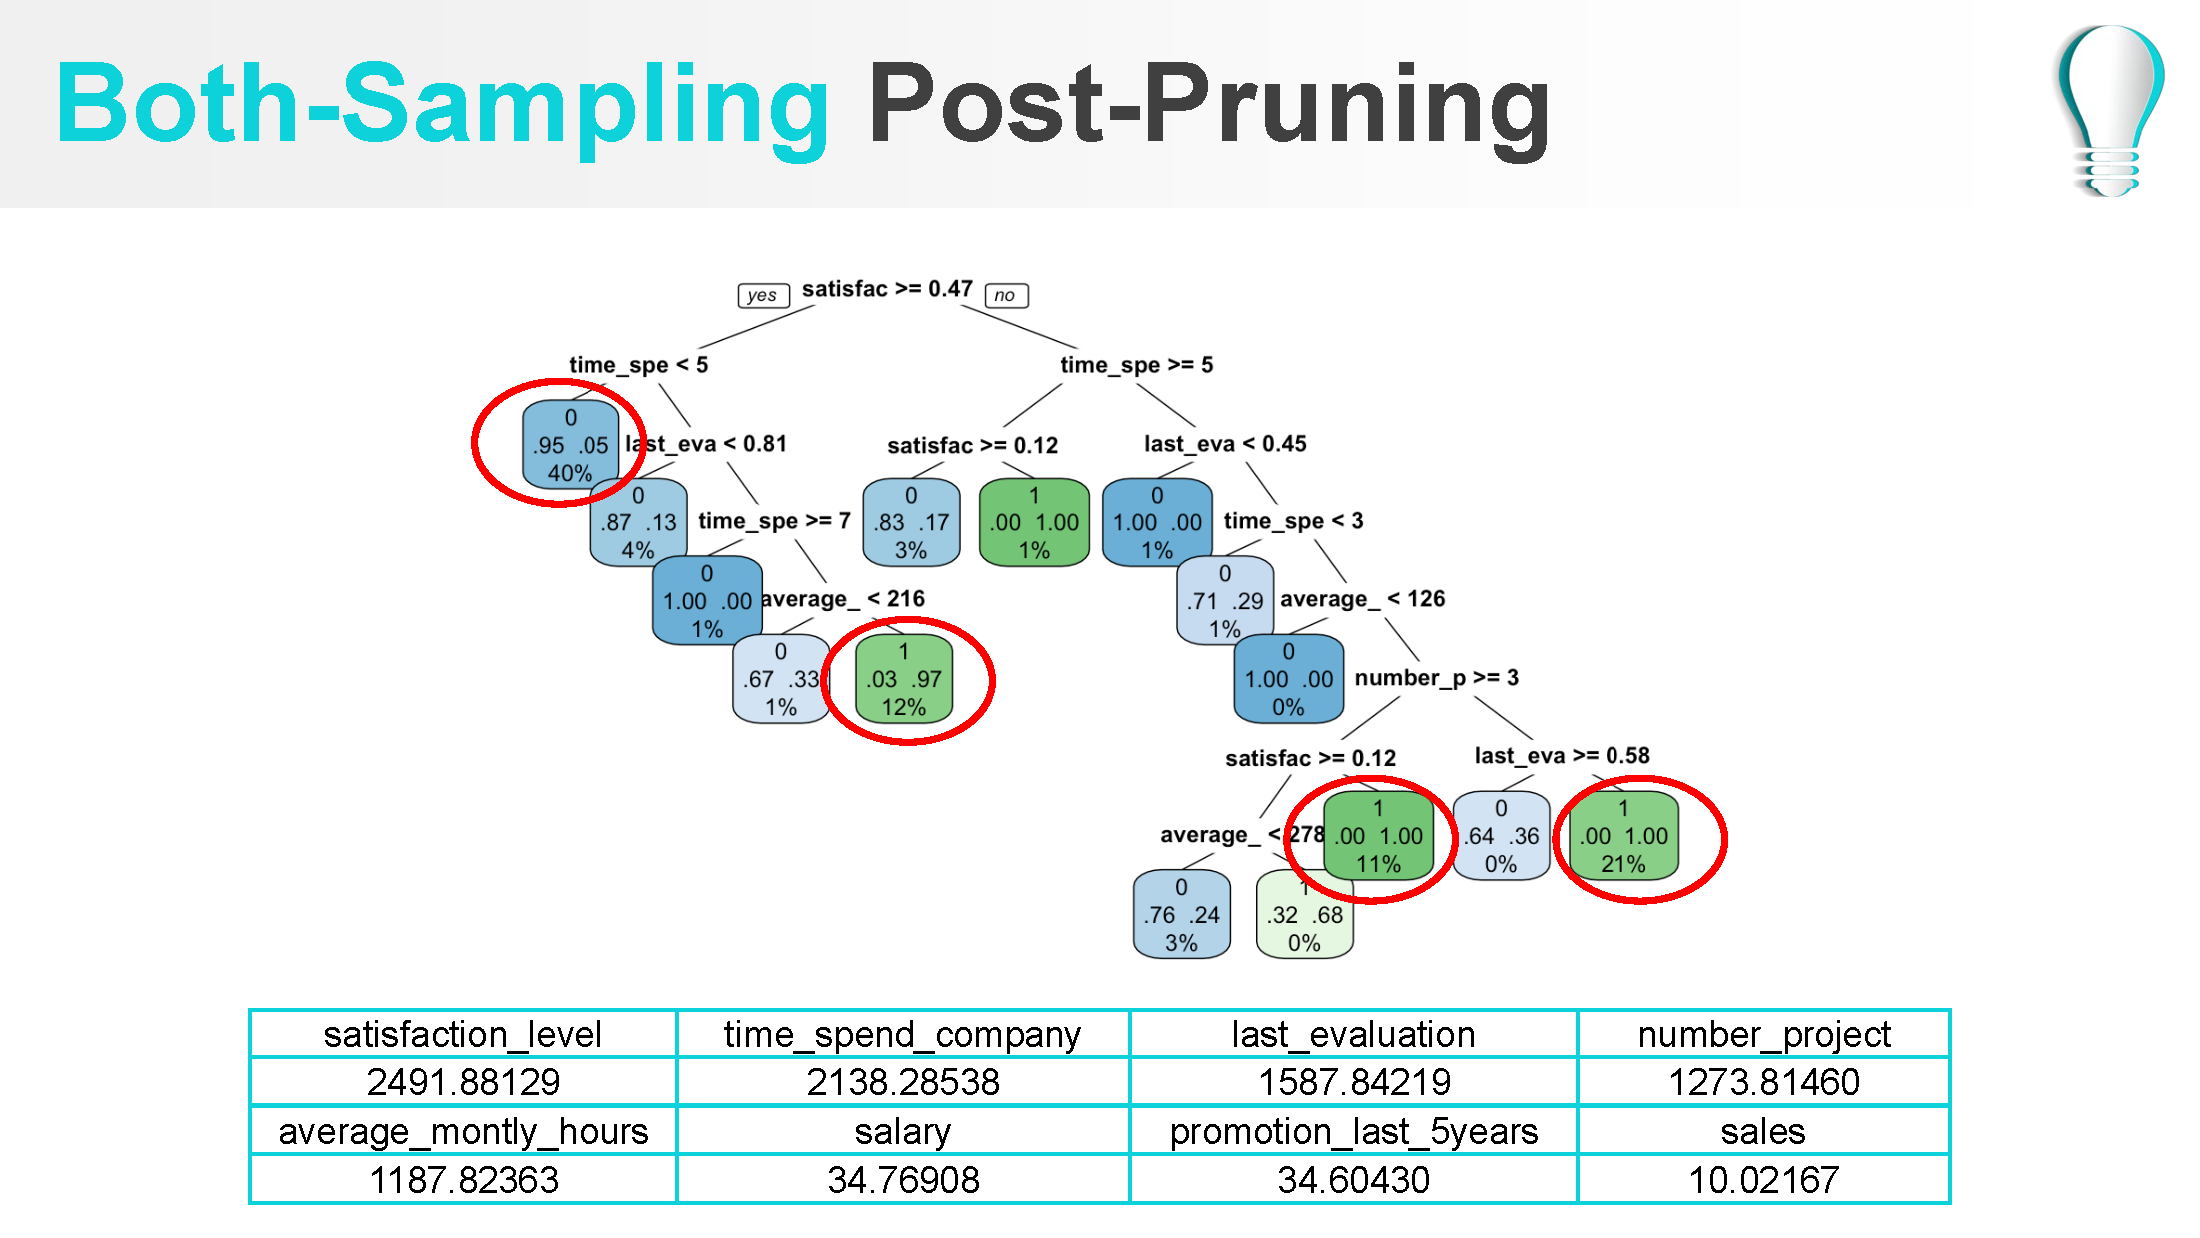 Both-Sampling Post-Pruning
yes satisfac >= 0.47 no
time_spe < 5 time_spe >= 5
0
.95 .05
40%
last_eva < 0.81
satisfac >= 0.12
last_eva < 0.45
0
.87 .13
4%
time_spe >= 7
0
.83 .17
3%
1
.00 1.00
1%
0
1.00 .00
1%
time_spe < 3
0
1.00 .00
1%
average_ < 216
0
.71 .29
1%
average_ < 126
0
.67 .33
1%
1
.03 .97
12%
0
1.00 .00
0%
number_p >= 3
satisfac >= 0.12
last_eva >= 0.58
average_ < 278
1
.00 1.00
11%
0
.64 .36
0%
1
.00 1.00
21%
0
.76 .24
3%
1
.32 .68
0%
satisfaction_level time_spend_company last_evaluation number_project
2491.88129 2138.28538 1587.84219 1273.81460
average_montly_hours salary promotion_last_5years sales
1187.82363 34.76908 34.60430 10.02167